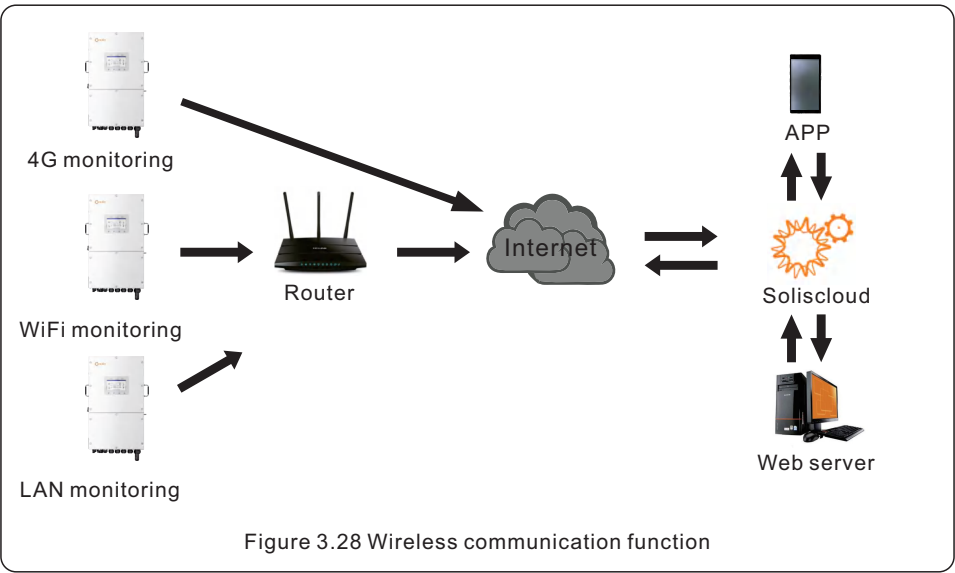 4G monitoring
WiFi monitoring
LAN monitoring
Router
Internet
APP
Soliscloud
Web server
Figure 3.28 Wireless communication function